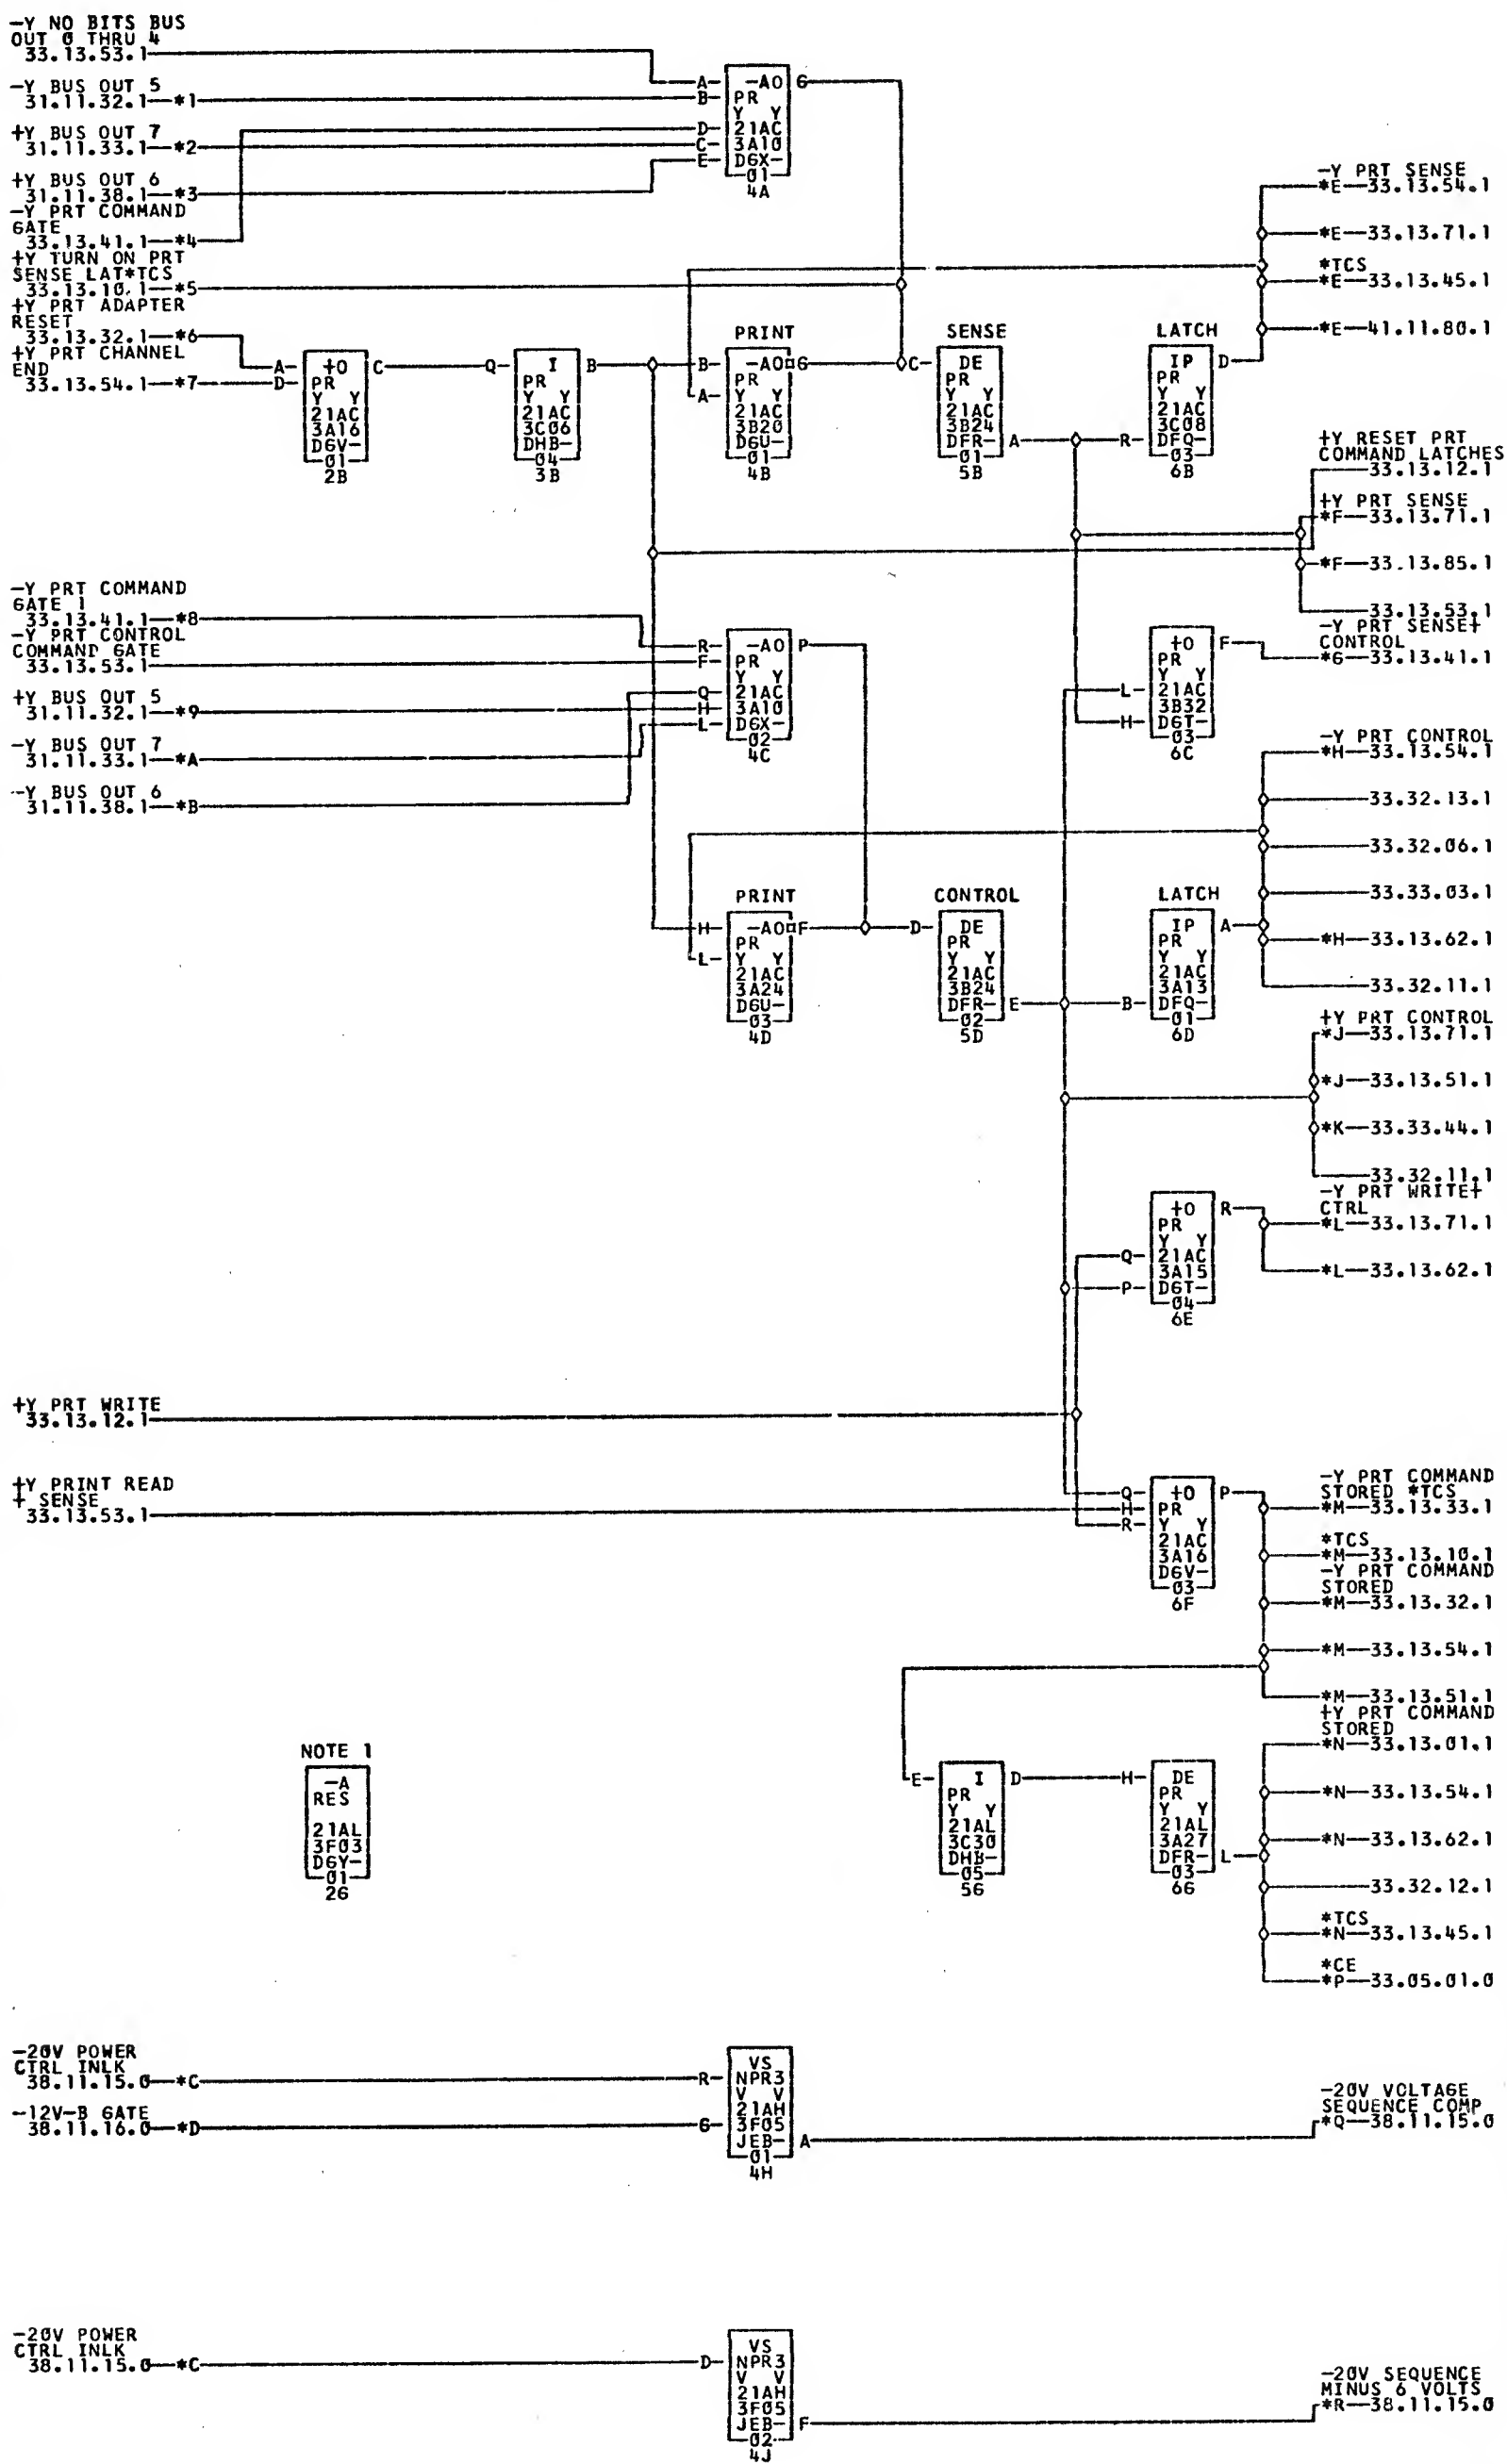 -Y NO BITS BUS
OUT 0 THRU 4
33.13.53.1
-Y BUS OUT 5
31.11.32.1—*1
+Y BUS OUT 7
31.11.33.1—*2
+Y BUS OUT 6
31.11.38.1—*3
-Y PRT COMMAND
GATE
33.13.41.1—*4
+Y TURN ON PRT
SENSE LAT*TCS
33.13.10.1—*5
+Y PRT ADAPTER
RESET
33.13.32.1—*6
+Y PRT CHANNEL
END
33.13.54.1—*7
A
B
D
C
E
-AO G
PR
Y Y
21AC
3A10
DGX-
01
4A
A
D
+O C
PR
Y Y
21AC
3A16
DGV-
01
2B
Q
I B
PR
Y Y
21AC
3C06
DHB-
04
3B
PRINT
B
A
-AO G
PR
Y Y
21AC
3B20
DGU-
01
4B
SENSE
C
DE
PR
Y Y
21AC
3B24
DFR- A
01
5B
LATCH
R
IP D
PR
Y Y
21AC
3C08
DFQ-
03
6B
-Y PRT SENSE
*E—33.13.54.1
*E—33.13.71.1
*TCS
*E—33.13.45.1
*E—41.11.80.1
+Y RESET PRT
COMMAND LATCHES
33.13.12.1
+Y PRT SENSE
*F—33.13.71.1
*F—33.13.85.1
33.13.53.1
-Y PRT SENSE+
CONTROL
*G—33.13.41.1
-Y PRT COMMAND
GATE 1
33.13.41.1—*8
-Y PRT CONTROL
COMMAND GATE
33.13.53.1
+Y BUS OUT 5
31.11.32.1—*9
-Y BUS OUT 7
31.11.33.1—*A
-Y BUS OUT 6
31.11.38.1—*B
R
F
Q
H
L
-AO P
PR
Y Y
21AC
3A10
DGX-
02
4C
L
H
+O F
PR
Y Y
21AC
3B32
DGT-
03
6C
-Y PRT CONTROL
*H—33.13.54.1
33.32.13.1
33.32.06.1
33.33.03.1
*H—33.13.62.1
33.32.11.1
PRINT
H
L
-AO F
PR
Y Y
21AC
3A24
DGU-
03
4D
CONTROL
D
DE
PR
Y Y
21AC
3B24
DFR- E
02
5D
LATCH
B
IP A
PR
Y Y
21AC
3A13
DFQ-
01
6D
+Y PRT CONTROL
*J—33.13.71.1
*J—33.13.51.1
*K—33.33.44.1
33.32.11.1
-Y PRT WRITE+
CTRL
*L—33.13.71.1
*L—33.13.62.1
Q
P
+O R
PR
Y Y
21AC
3A15
DGT-
04
6E
+Y PRT WRITE
33.13.12.1
+Y PRINT READ
+ SENSE
33.13.53.1
Q
H
R
+O P
PR
Y Y
21AC
3A16
DGV-
03
6F
-Y PRT COMMAND
STORED *TCS
*M—33.13.33.1
*TCS
*M—33.13.10.1
-Y PRT COMMAND
STORED
*M—33.13.32.1
*M—33.13.54.1
*M—33.13.51.1
+Y PRT COMMAND
STORED
*N—33.13.01.1
*N—33.13.54.1
*N—33.13.62.1
33.32.12.1
*TCS
*N—33.13.45.1
*CE
*P—33.05.01.0
NOTE 1
-A
RES
21AL
3F03
DGY-
01
2G
E
I D
PR
Y Y
21AL
3C30
DHB-
05
5G
H
DE
PR
Y Y
21AL
3A27
DFR- L
03
6G
-20V POWER
CTRL INLK
38.11.15.0—*C
-12V-B GATE
38.11.16.0—*D
R
G
VS
NPR3
V V
21AH
3F05
JEB- A
01
4H
-20V VOLTAGE
SEQUENCE COMP
*Q—38.11.15.0
-20V POWER
CTRL INLK
38.11.15.0—*C
D
VS
NPR3
V V
21AH
3F05
JEB- F
02
4J
-20V SEQUENCE
MINUS 6 VOLTS
*R—38.11.15.0